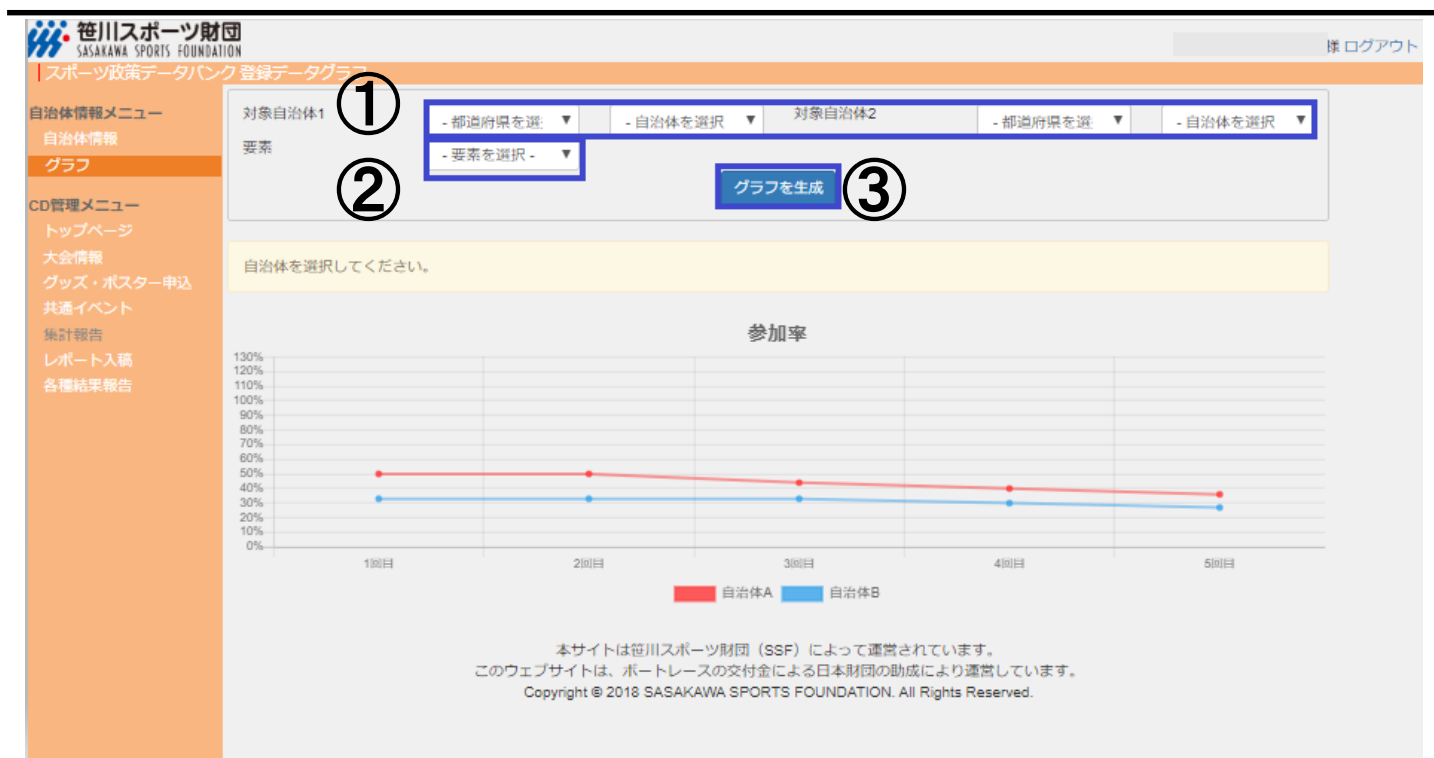 笹川スポーツ財団
SASAKAWA SPORTS FOUNDATION
様 ログアウト
スポーツ政策データバンク 登録データグラフ
自治体情報メニュー
自治体情報
グラフ
CD管理メニュー
トップページ
大会情報
グッズ・ポスター申込
共通イベント
集計報告
レポート入稿
各種結果報告
対象自治体1
①
- 都道府県を選 ▼
- 自治体を選択 ▼
対象自治体2
- 都道府県を選 ▼
- 自治体を選択 ▼
要素
②
- 要素を選択 - ▼
グラフを生成
③
自治体を選択してください。
参加率
130%
120%
110%
100%
90%
80%
70%
60%
50%
40%
30%
20%
10%
0%
1回目 2回目 3回目 4回目 5回目
自治体A 自治体B
本サイトは笹川スポーツ財団（SSF）によって運営されています。
このウェブサイトは、ボートレースの交付金による日本財団の助成により運営しています。
Copyright © 2018 SASAKAWA SPORTS FOUNDATION. All Rights Reserved.